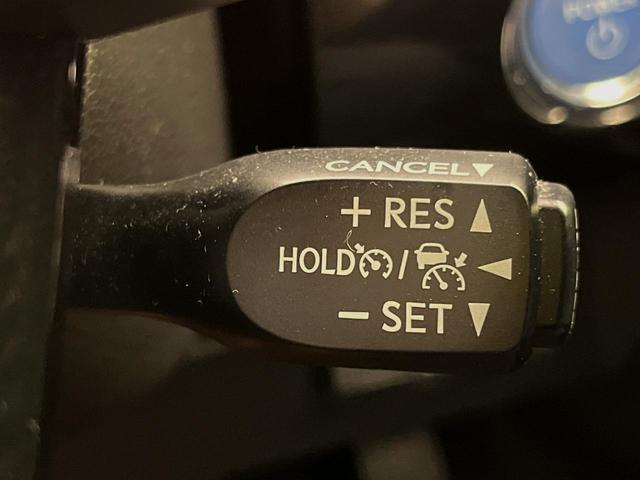 CANCEL▼
+ RES ▲
HOLD / ◀
− SET ▼